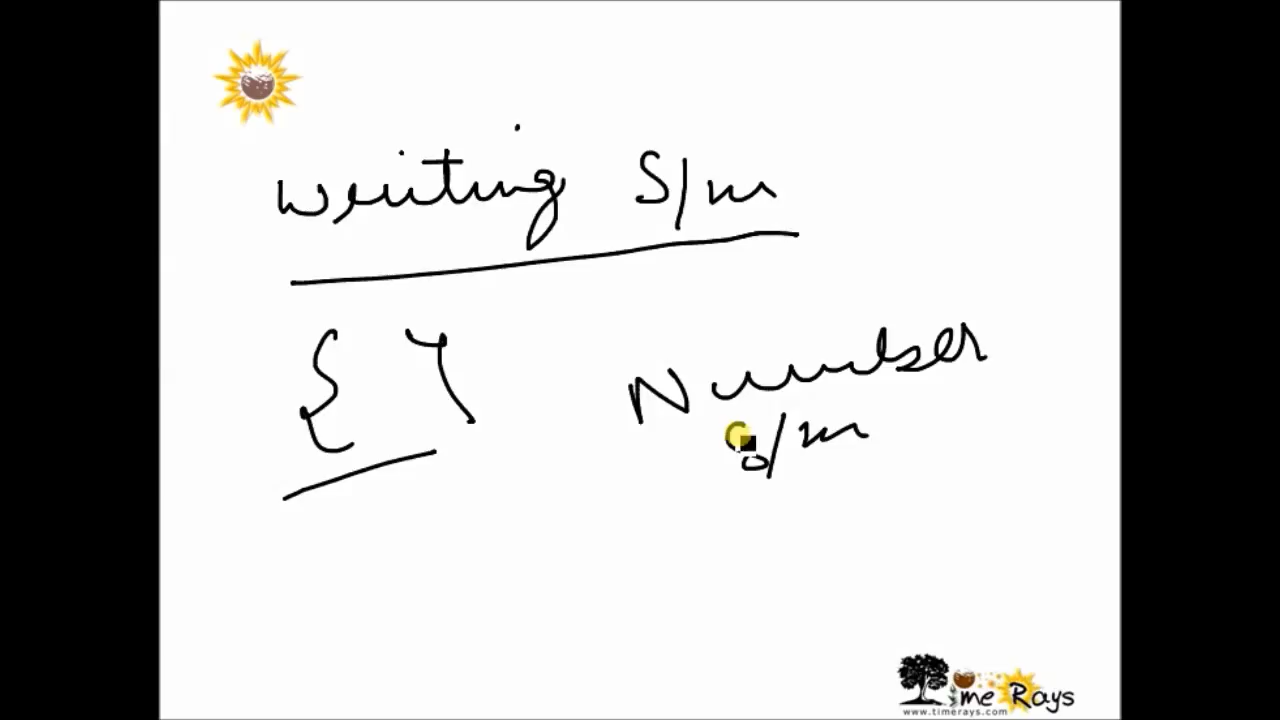 Writing S/m
{ } Number
S/m
Time Rays
www.timerays.com